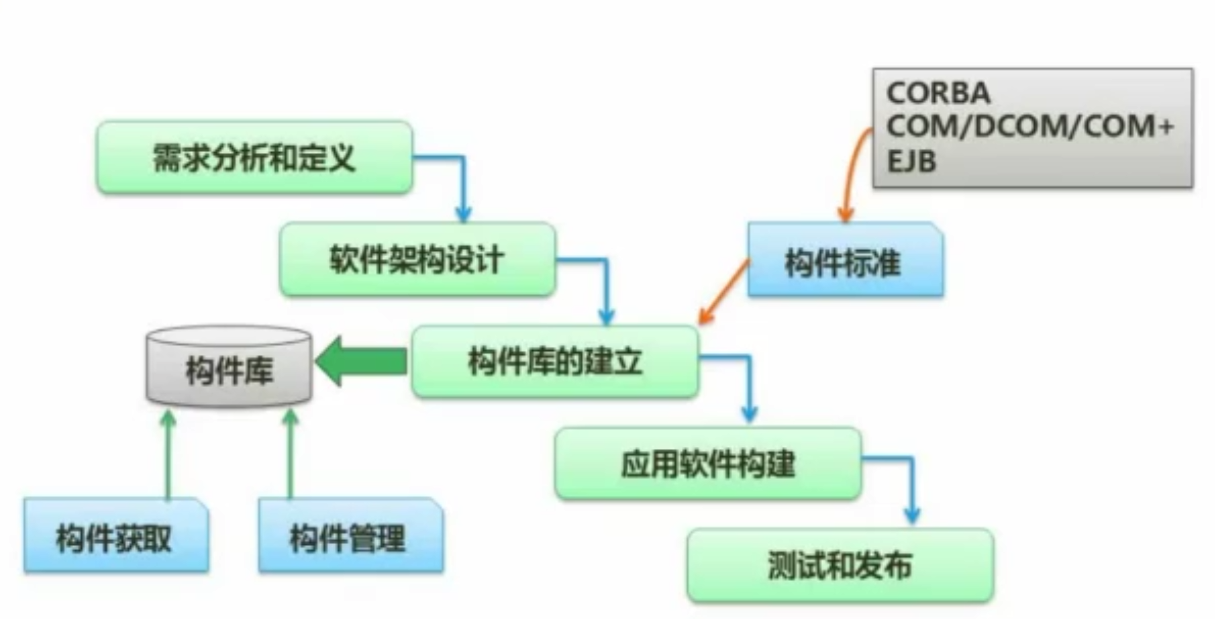 CORBA
COM/DCOM/COM+
EJB
需求分析和定义
软件架构设计
构件标准
构件库
构件库的建立
应用软件构建
构件获取
构件管理
测试和发布